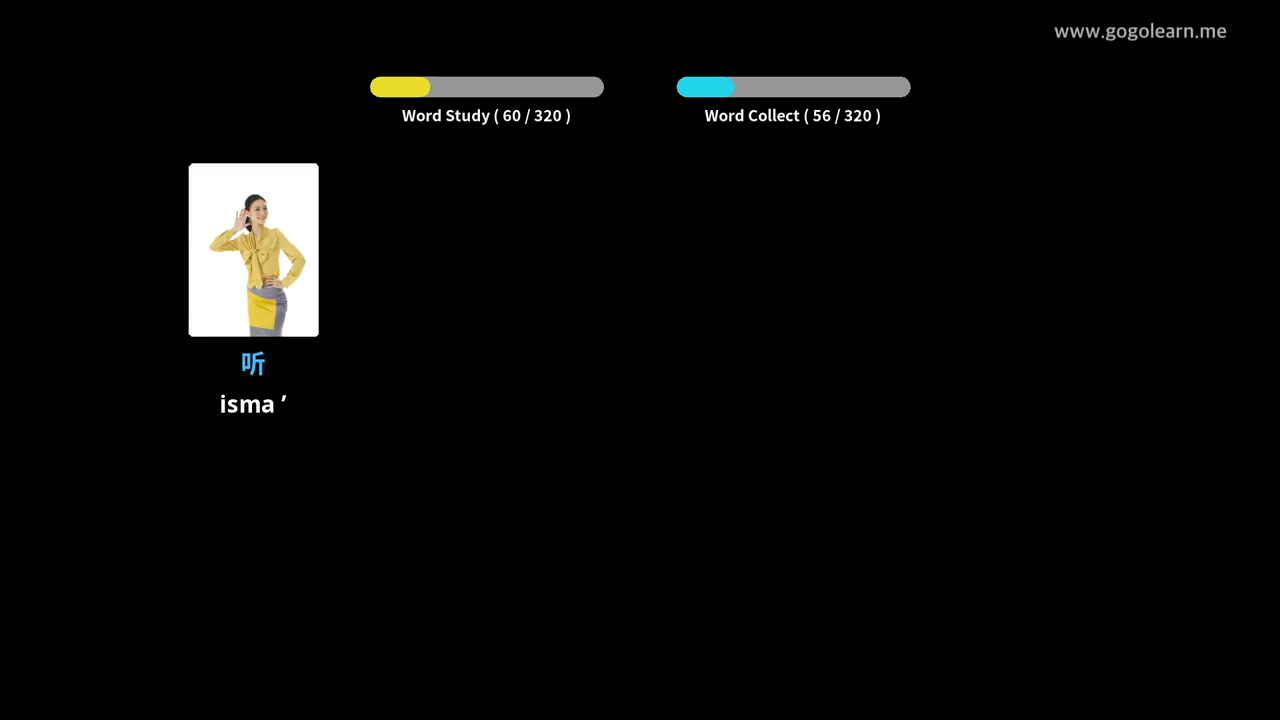 www.gogolearn.me
Word Study ( 60 / 320 )
Word Collect ( 56 / 320 )
听
isma ’